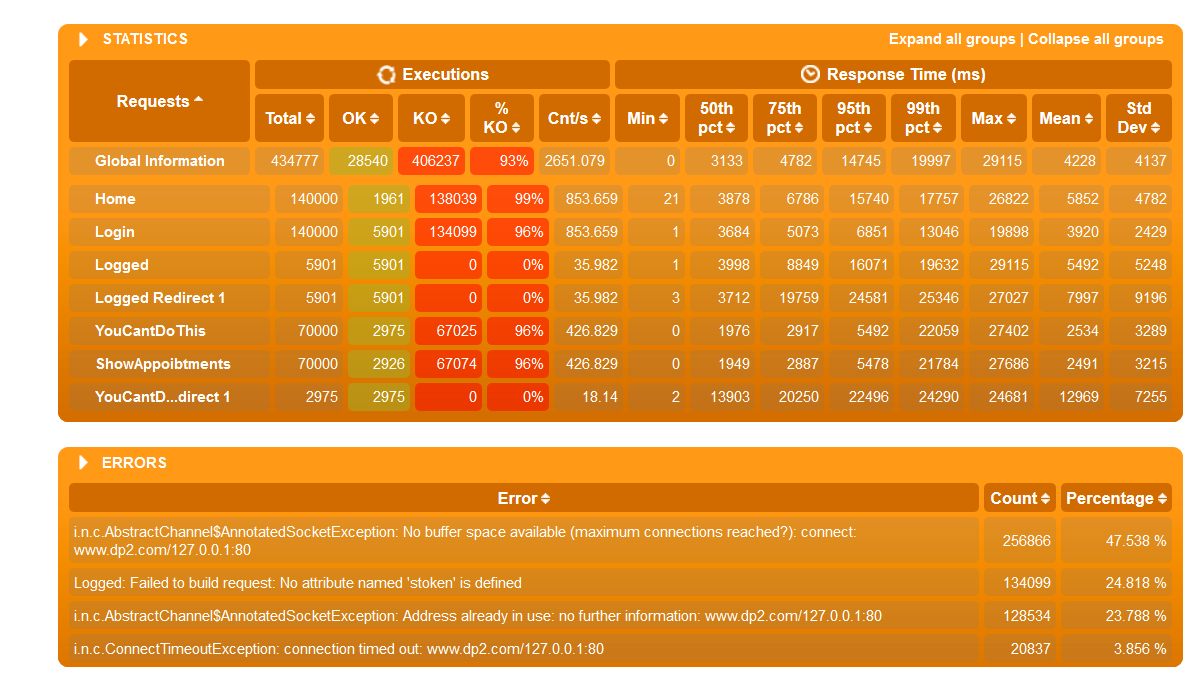 STATISTICS Expand all groups | Collapse all groups
Requests Executions Response Time (ms)
Total OK KO % KO Cnt/s Min 50th pct 75th pct 95th pct 99th pct Max Mean Std Dev
Global Information 434777 28540 406237 93% 2651.079 0 3133 4782 14745 19997 29115 4228 4137
Home 140000 1961 138039 99% 853.659 21 3878 6786 15740 17757 26822 5852 4782
Login 140000 5901 134099 96% 853.659 1 3684 5073 6851 13046 19898 3920 2429
Logged 5901 5901 0 0% 35.982 1 3998 8849 16071 19632 29115 5492 5248
Logged Redirect 1 5901 5901 0 0% 35.982 3 3712 19759 24581 25346 27027 7997 9196
YouCantDoThis 70000 2975 67025 96% 426.829 0 1976 2917 5492 22059 27402 2534 3289
ShowAppoibtments 70000 2926 67074 96% 426.829 0 1949 2887 5478 21784 27686 2491 3215
YouCantD...direct 1 2975 2975 0 0% 18.14 2 13903 20250 22496 24290 24681 12969 7255
ERRORS
Error Count Percentage
i.n.c.AbstractChannel$AnnotatedSocketException: No buffer space available (maximum connections reached?): connect:
www.dp2.com/127.0.0.1:80 256866 47.538 %
Logged: Failed to build request: No attribute named 'stoken' is defined 134099 24.818 %
i.n.c.AbstractChannel$AnnotatedSocketException: Address already in use: no further information: www.dp2.com/127.0.0.1:80 128534 23.788 %
i.n.c.ConnectTimeoutException: connection timed out: www.dp2.com/127.0.0.1:80 20837 3.856 %